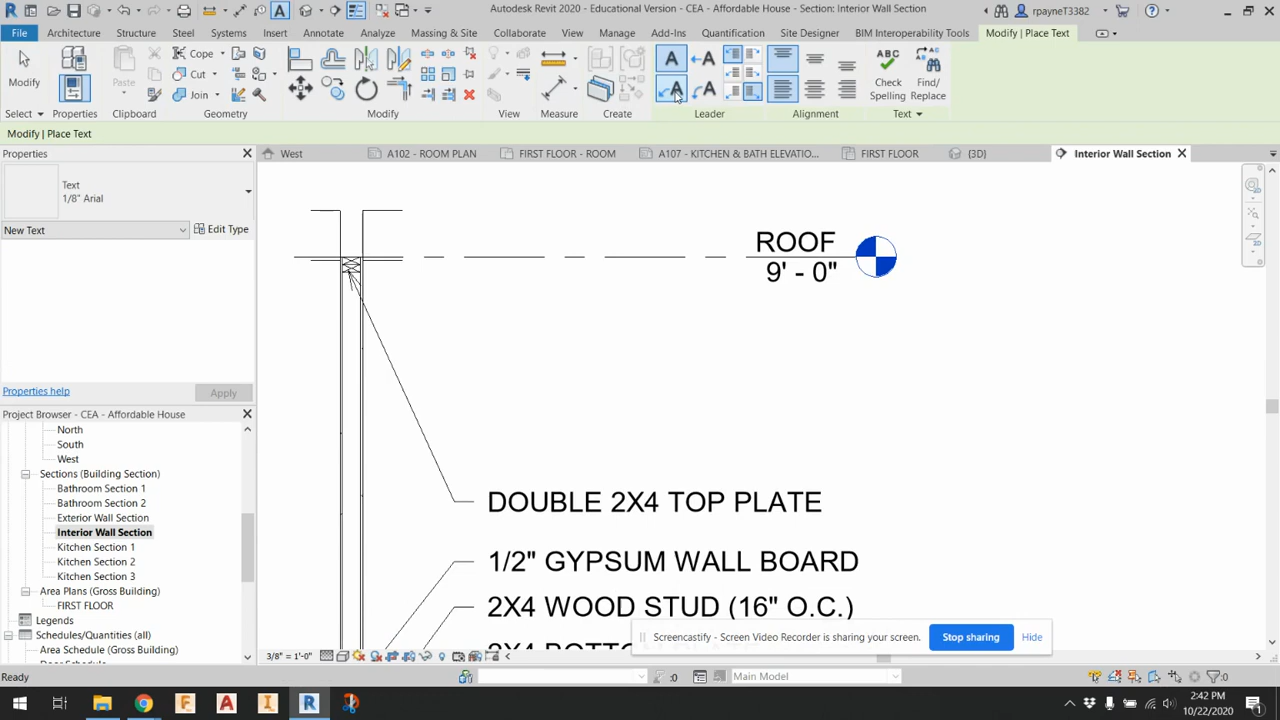 Autodesk Revit 2020 - Educational Version - CEA - Affordable House - Section: Interior Wall Section
rpayneT3382
File Architecture Structure Steel Systems Insert Annotate Analyze Massing & Site Collaborate View Manage Add-Ins Quantification Site Designer BIM Interoperability Tools Modify | Place Text
Modify
Paste
Cope
Cut
Join
Check Spelling
Find/ Replace
Select Properties Clipboard Geometry Modify View Measure Create Leader Alignment Text
Modify | Place Text
Properties
West A102 - ROOM PLAN FIRST FLOOR - ROOM A107 - KITCHEN & BATH ELEVATIO... FIRST FLOOR {3D} Interior Wall Section
Text
1/8" Arial
New Text
Edit Type
Properties help
Apply
Project Browser - CEA - Affordable House
North
South
West
Sections (Building Section)
Bathroom Section 1
Bathroom Section 2
Exterior Wall Section
Interior Wall Section
Kitchen Section 1
Kitchen Section 2
Kitchen Section 3
Area Plans (Gross Building)
FIRST FLOOR
Legends
Schedules/Quantities (all)
Area Schedule (Gross Building)
ROOF
9' - 0"
DOUBLE 2X4 TOP PLATE
1/2" GYPSUM WALL BOARD
2X4 WOOD STUD (16" O.C.)
Screencastify - Screen Video Recorder is sharing your screen.
Stop sharing
Hide
3/8" = 1'-0"
Ready
:0
Main Model
:0
2:42 PM
10/22/2020